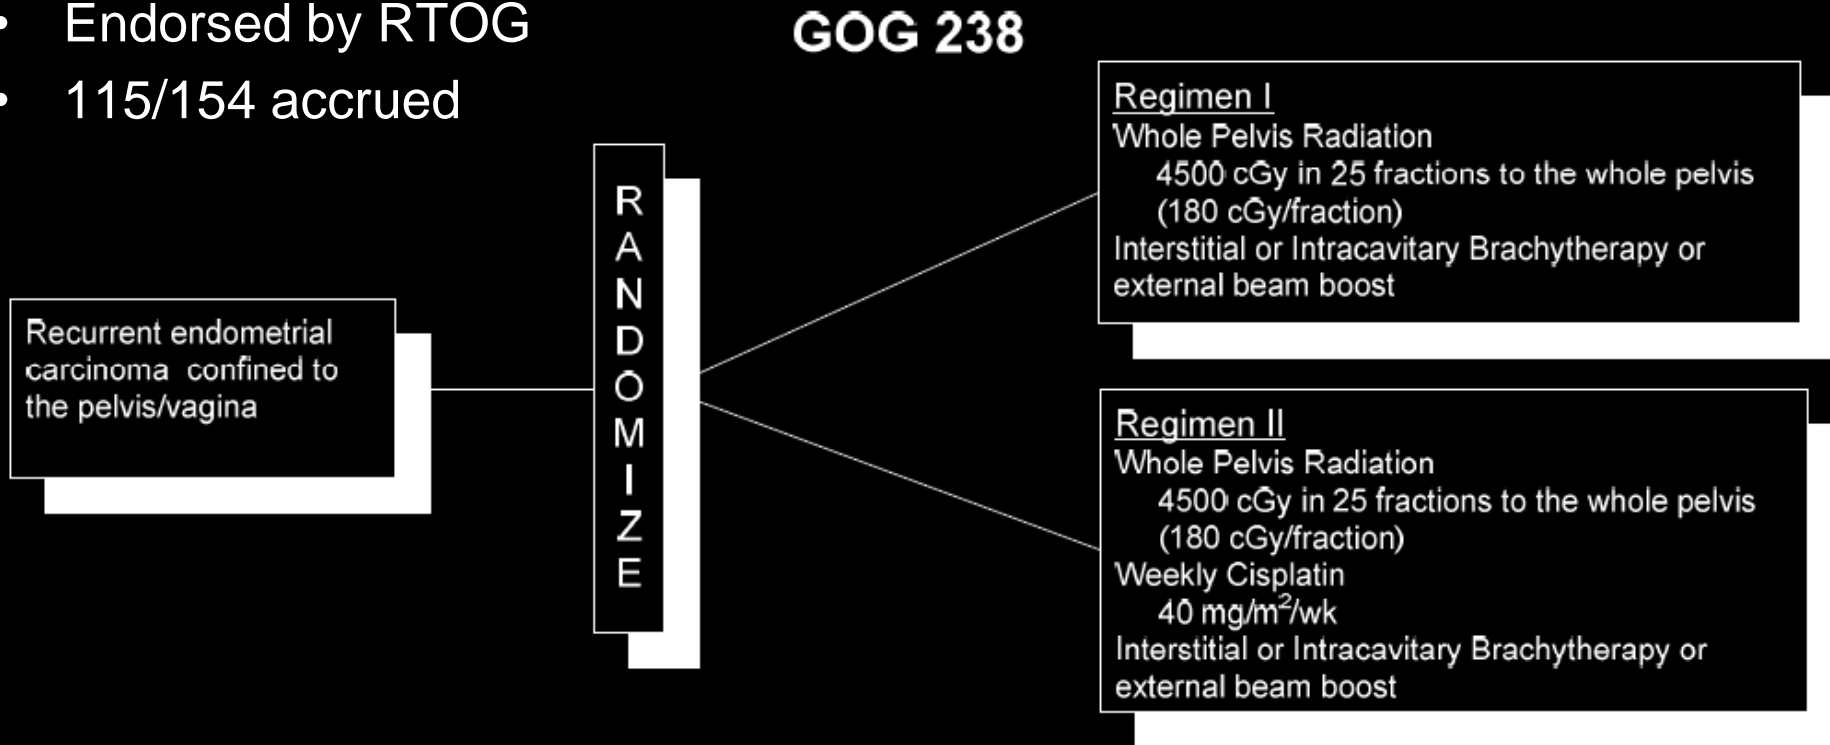 • Endorsed by RTOG
• 115/154 accrued
GOG 238
Recurrent endometrial
carcinoma confined to
the pelvis/vagina
R
A
N
D
O
M
I
Z
E
Regimen I
Whole Pelvis Radiation
4500 cGy in 25 fractions to the whole pelvis
(180 cGy/fraction)
Interstitial or Intracavitary Brachytherapy or
external beam boost
Regimen II
Whole Pelvis Radiation
4500 cGy in 25 fractions to the whole pelvis
(180 cGy/fraction)
Weekly Cisplatin
40 mg/m²/wk
Interstitial or Intracavitary Brachytherapy or
external beam boost